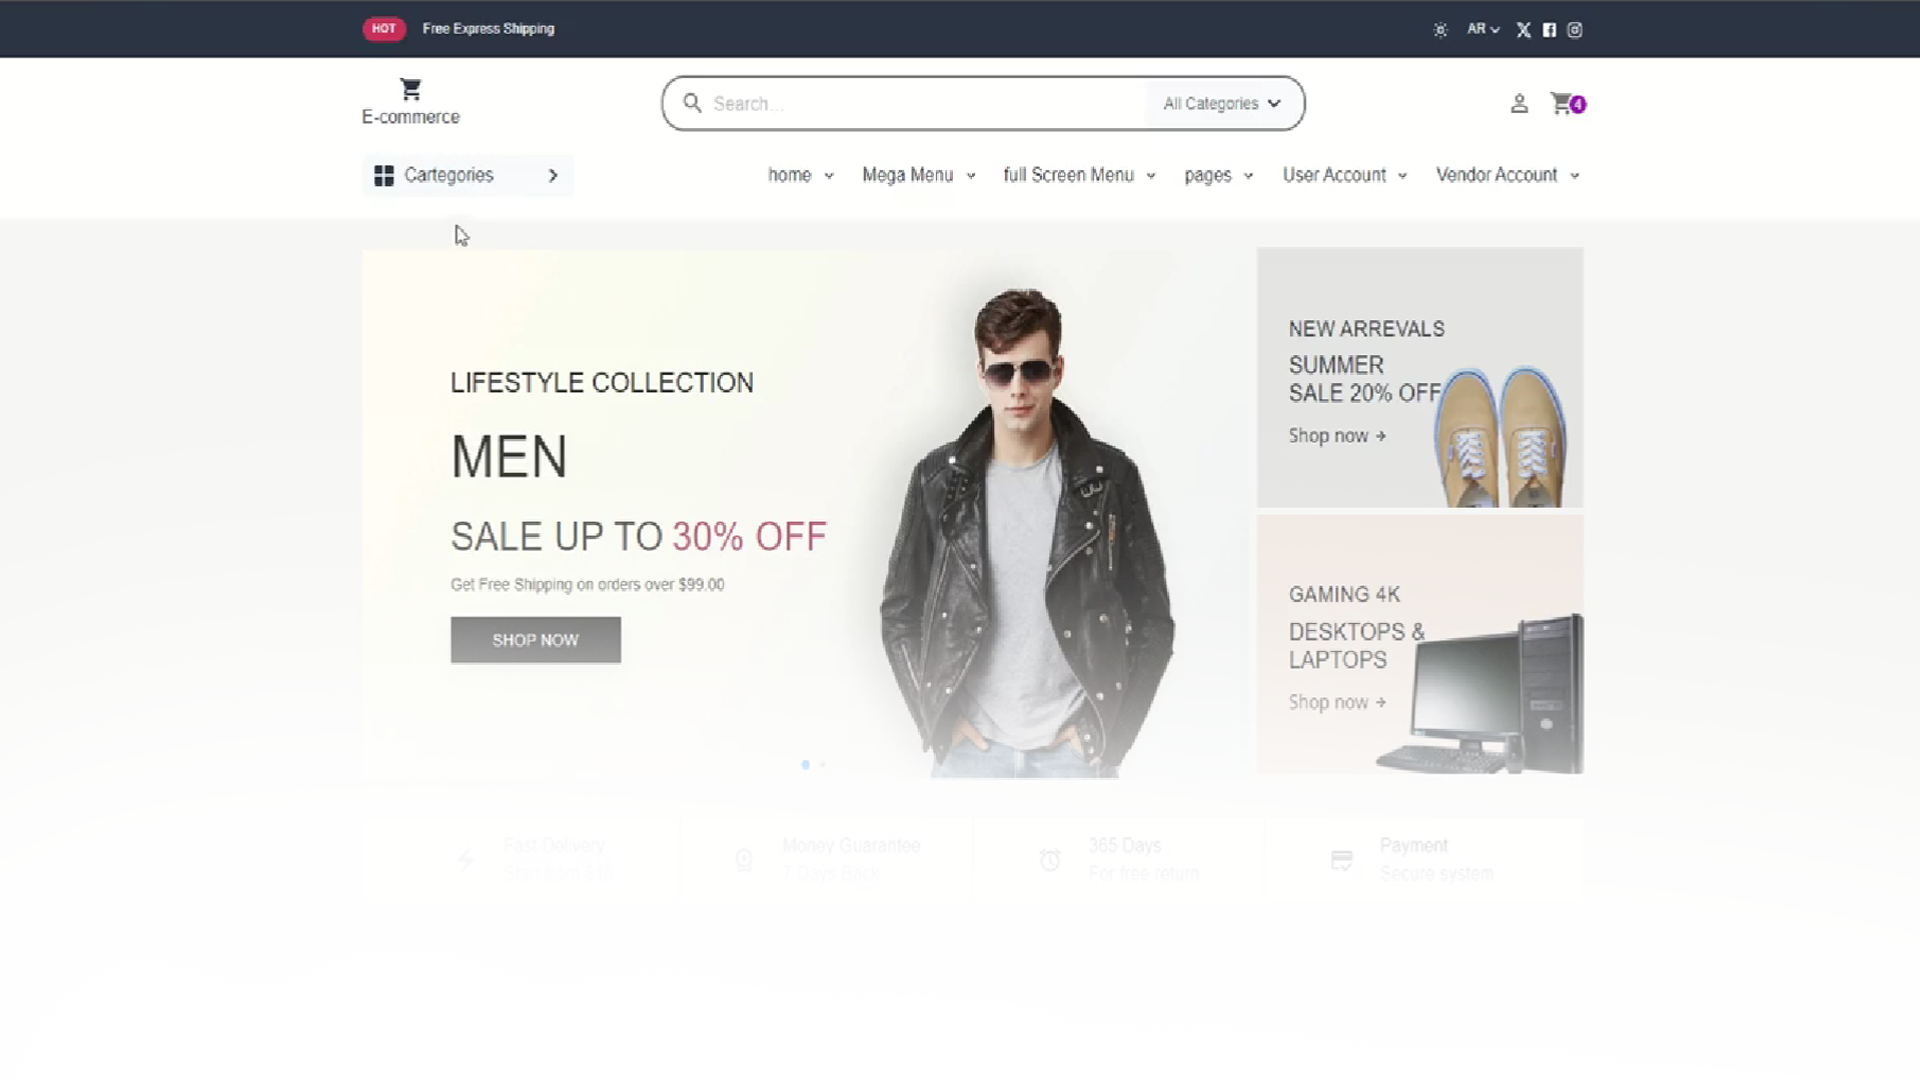 HOT Free Express Shipping AR
E-commerce
Search...
All Categories
4
Cartegories
home Mega Menu full Screen Menu pages User Account Vendor Account
LIFESTYLE COLLECTION
MEN
SALE UP TO 30% OFF
Get Free Shipping on orders over $99.00
SHOP NOW
NEW ARREVALS
SUMMER
SALE 20% OFF
Shop now →
GAMING 4K
DESKTOPS &
LAPTOPS
Shop now →
Fast Delivery
Money Guarantee
7 Days Back
365 Days
For free return
Payment
Secure system